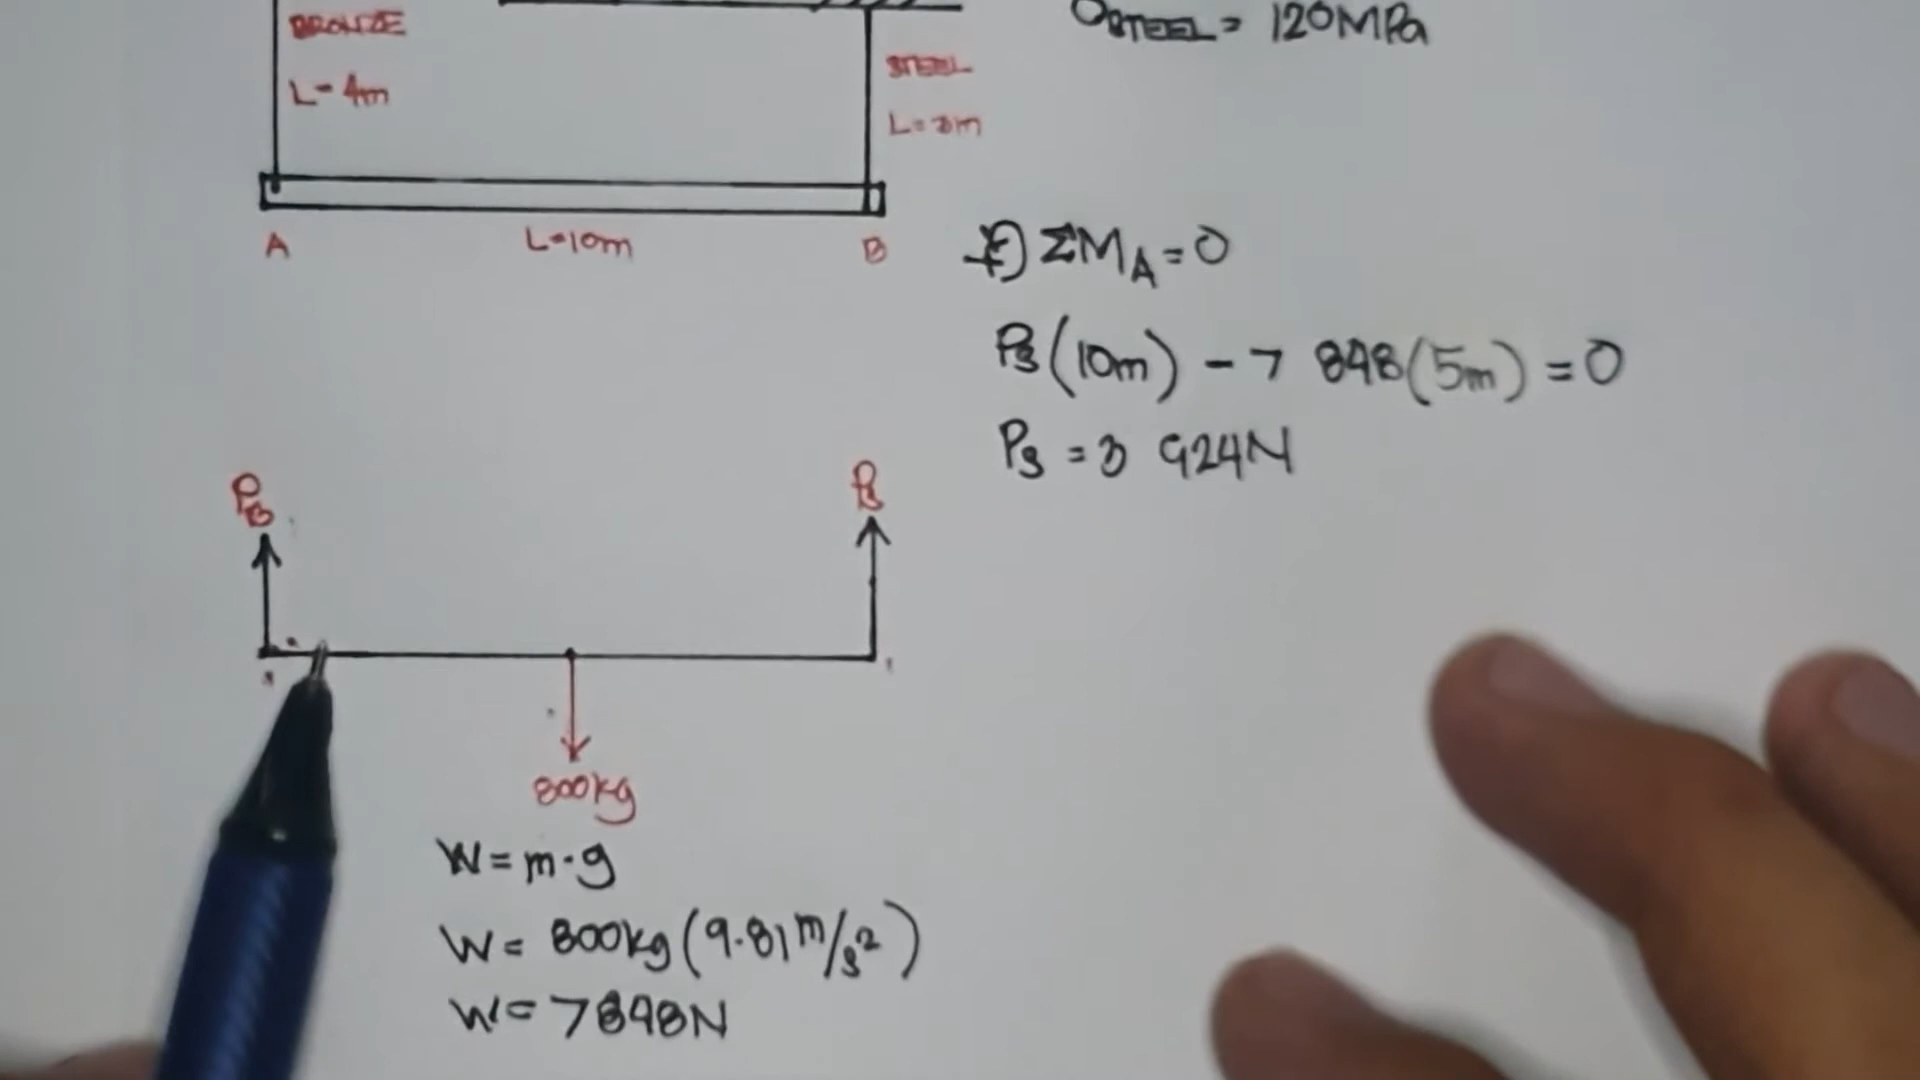 BRONZE
L=4m
STEEL
L=3m
σSTEEL= 120MPa
A
L=10m
B
+) ΣMA=0
Ps(10m) - 7 848(5m) = 0
Ps = 3 924N
PB
Ps
800kg
W=m·g
W= 800kg(9.81m/s²)
W= 7848N